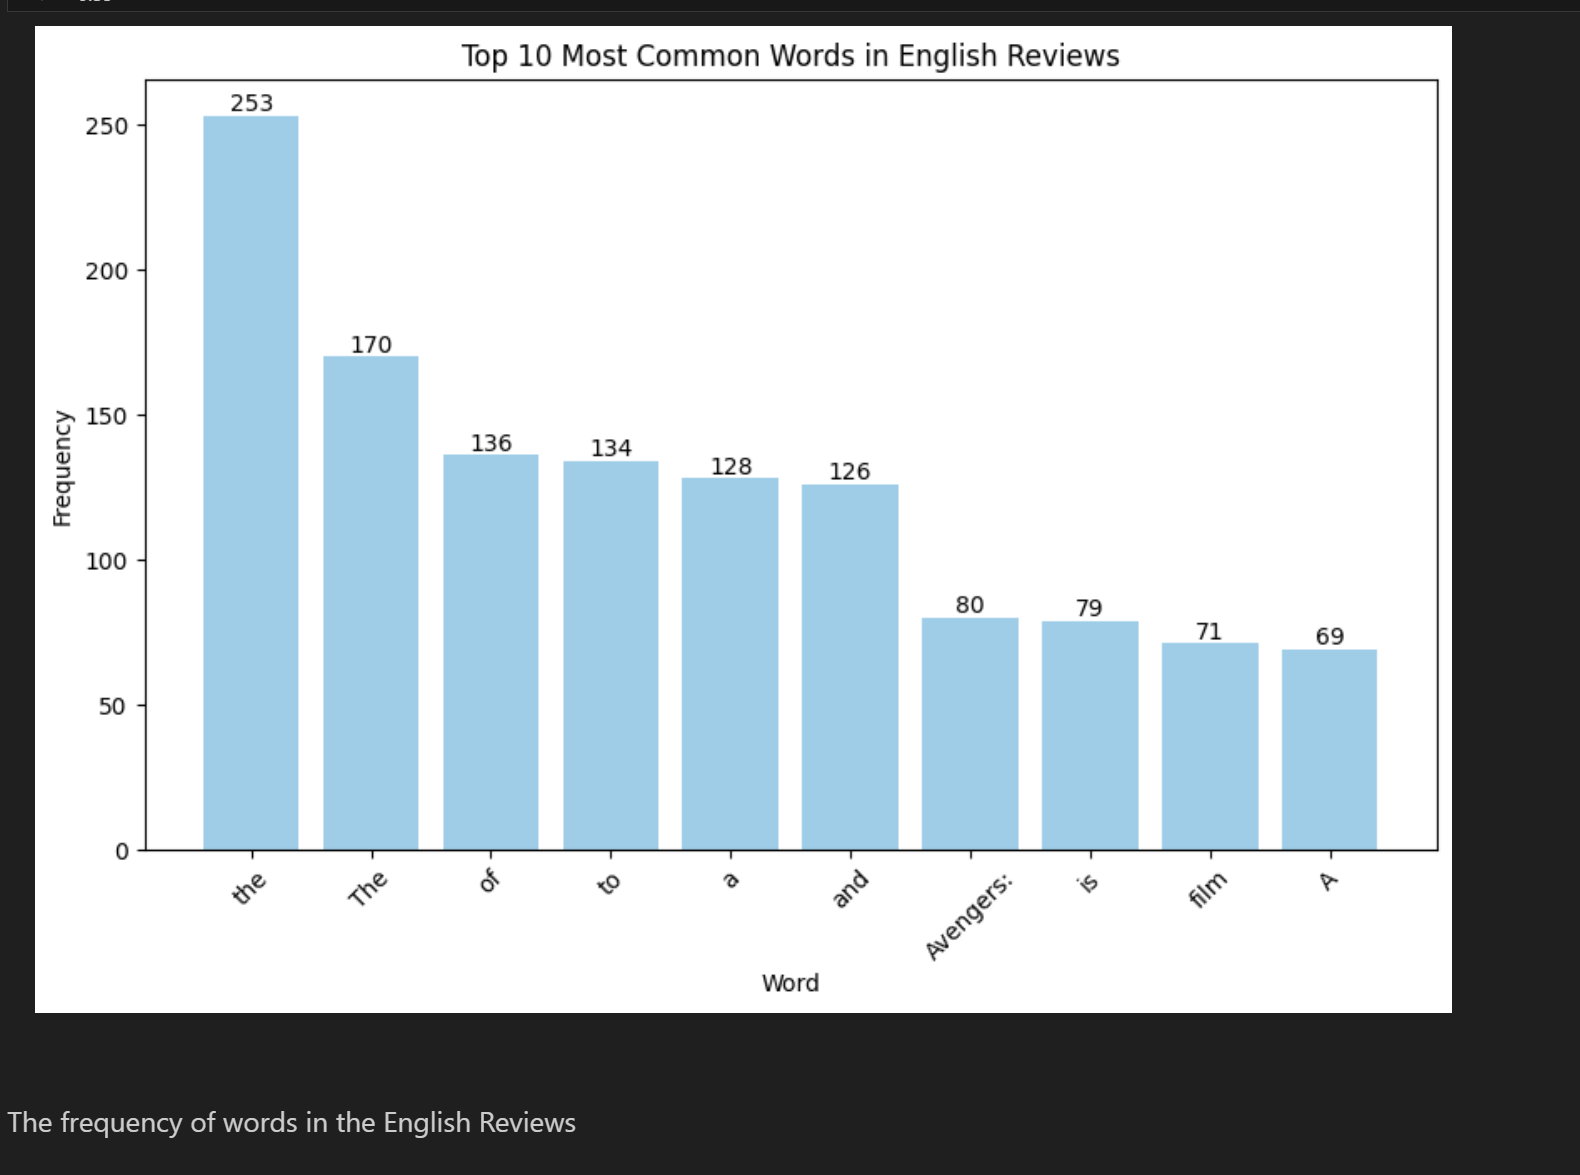 Top 10 Most Common Words in English Reviews
253
250
200
170
150
136
134
128
126
100
80
79
71
69
50
0
Frequency
the
The
of
to
a
and
Avengers:
is
film
A
Word
The frequency of words in the English Reviews